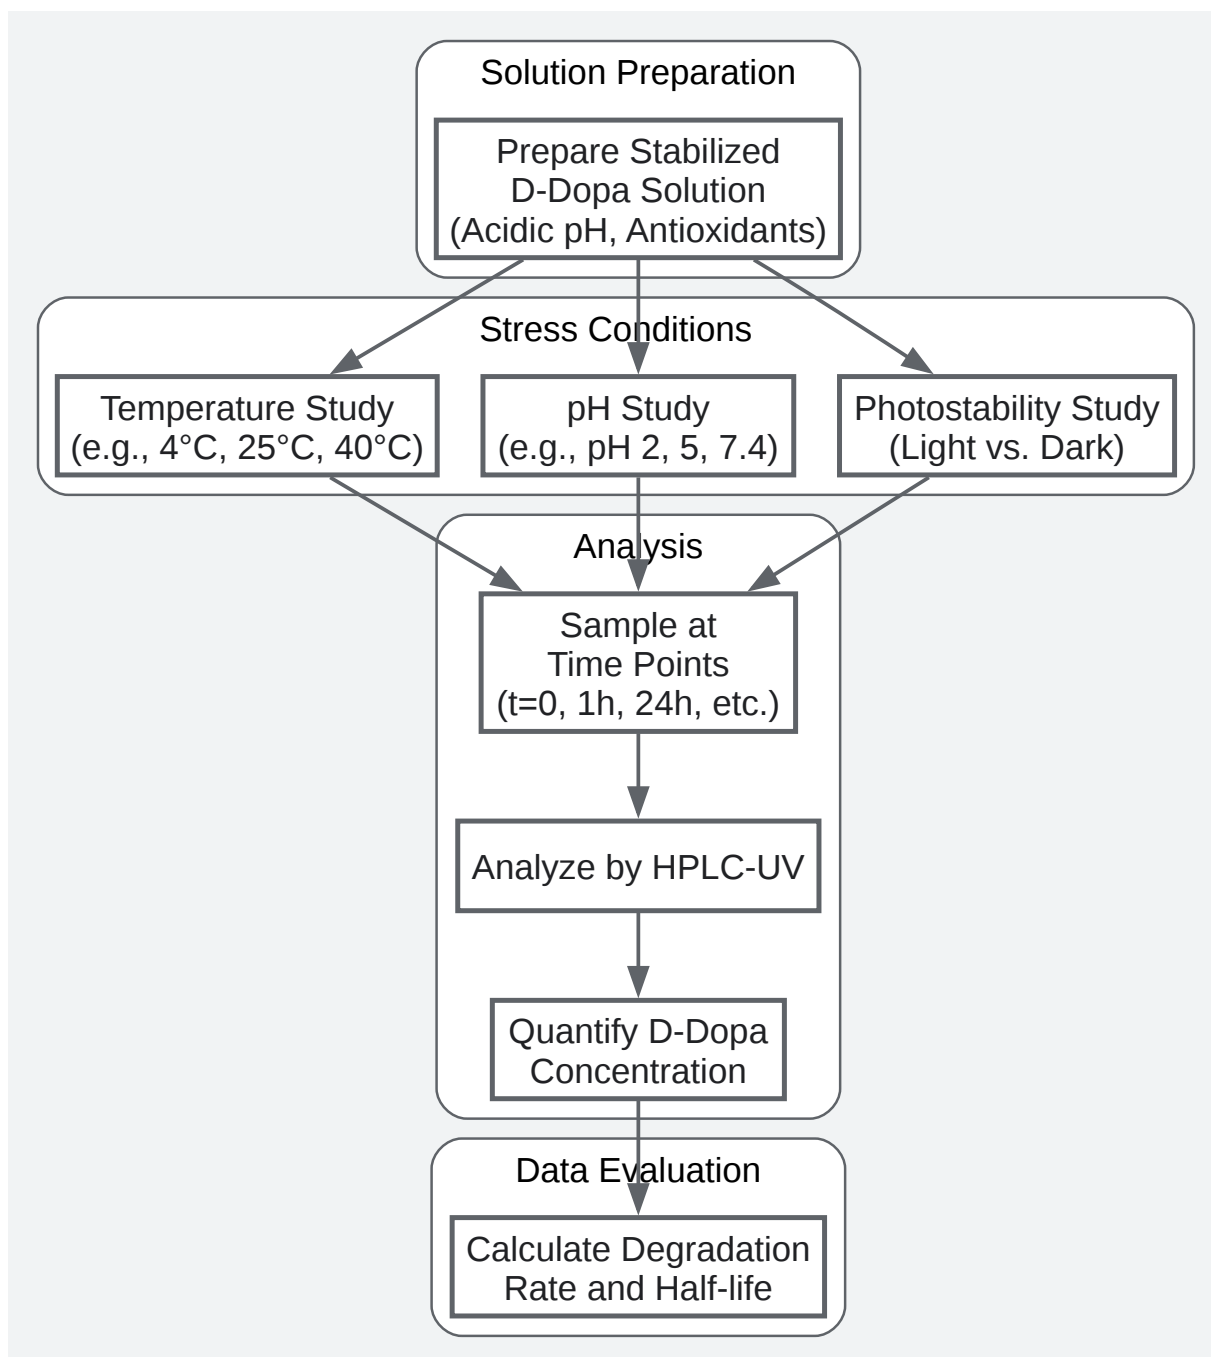 Solution Preparation
Prepare Stabilized
D-Dopa Solution
(Acidic pH, Antioxidants)
Stress Conditions
Temperature Study
(e.g., 4°C, 25°C, 40°C)
pH Study
(e.g., pH 2, 5, 7.4)
Photostability Study
(Light vs. Dark)
Analysis
Sample at
Time Points
(t=0, 1h, 24h, etc.)
Analyze by HPLC-UV
Quantify D-Dopa
Concentration
Data Evaluation
Calculate Degradation
Rate and Half-life